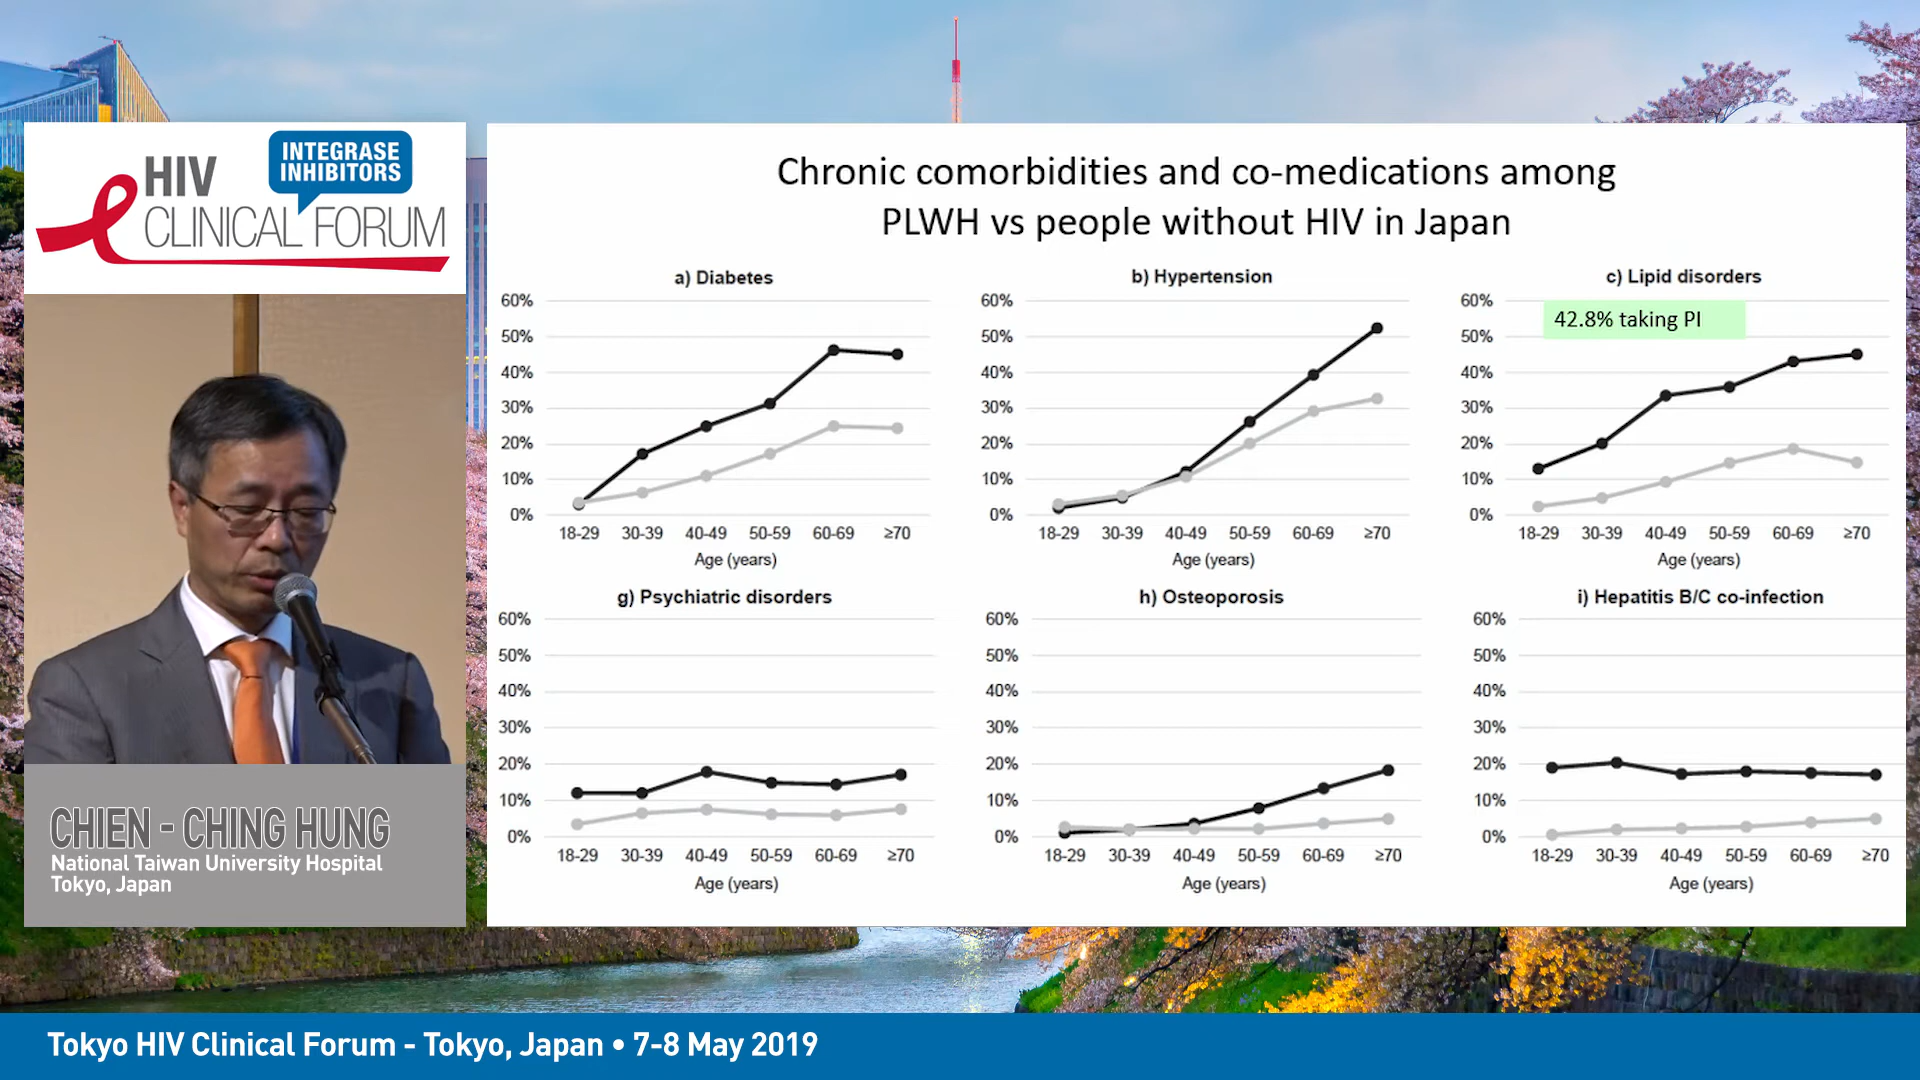 HIV
INTEGRASE
INHIBITORS
CLINICAL FORUM
CHIEN - CHING HUNG
National Taiwan University Hospital
Tokyo, Japan
Chronic comorbidities and co-medications among
PLWH vs people without HIV in Japan
a) Diabetes
60%
50%
40%
30%
20%
10%
0%
18-29 30-39 40-49 50-59 60-69 ≥70
Age (years)
b) Hypertension
60%
50%
40%
30%
20%
10%
0%
18-29 30-39 40-49 50-59 60-69 ≥70
Age (years)
c) Lipid disorders
42.8% taking PI
60%
50%
40%
30%
20%
10%
0%
18-29 30-39 40-49 50-59 60-69 ≥70
Age (years)
g) Psychiatric disorders
60%
50%
40%
30%
20%
10%
0%
18-29 30-39 40-49 50-59 60-69 ≥70
Age (years)
h) Osteoporosis
60%
50%
40%
30%
20%
10%
0%
18-29 30-39 40-49 50-59 60-69 ≥70
Age (years)
i) Hepatitis B/C co-infection
60%
50%
40%
30%
20%
10%
0%
18-29 30-39 40-49 50-59 60-69 ≥70
Age (years)
Tokyo HIV Clinical Forum - Tokyo, Japan • 7-8 May 2019